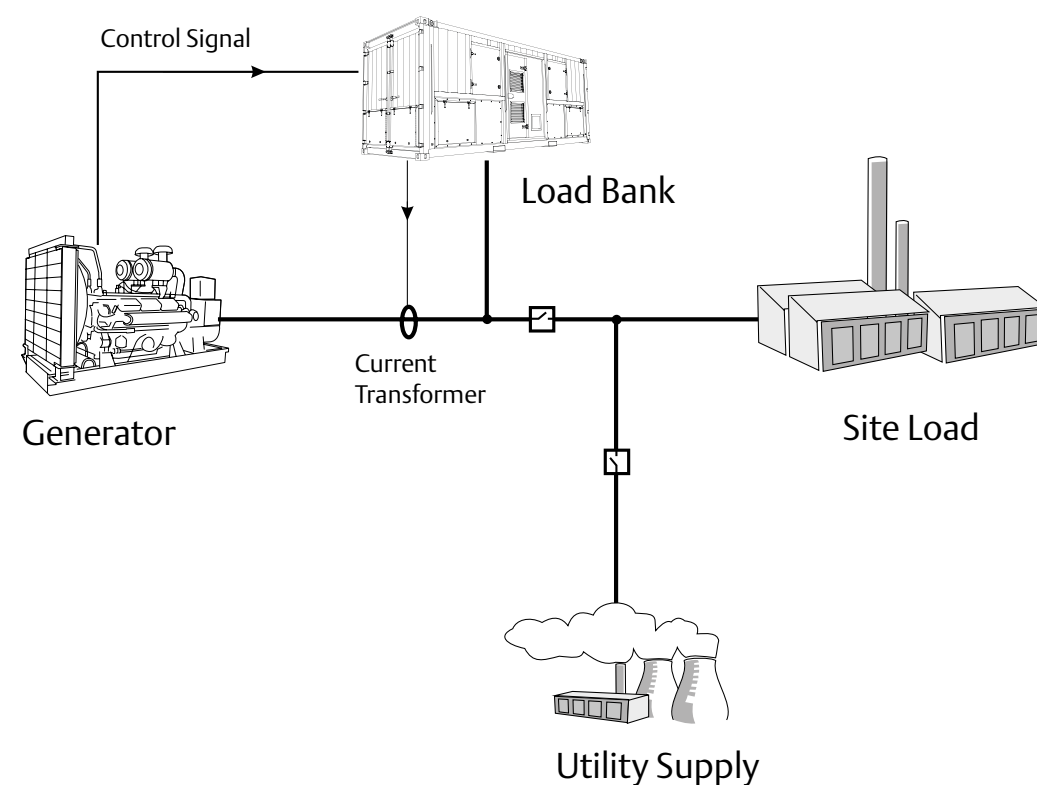 Control Signal
Load Bank
Current
Transformer
Generator
Site Load
Utility Supply